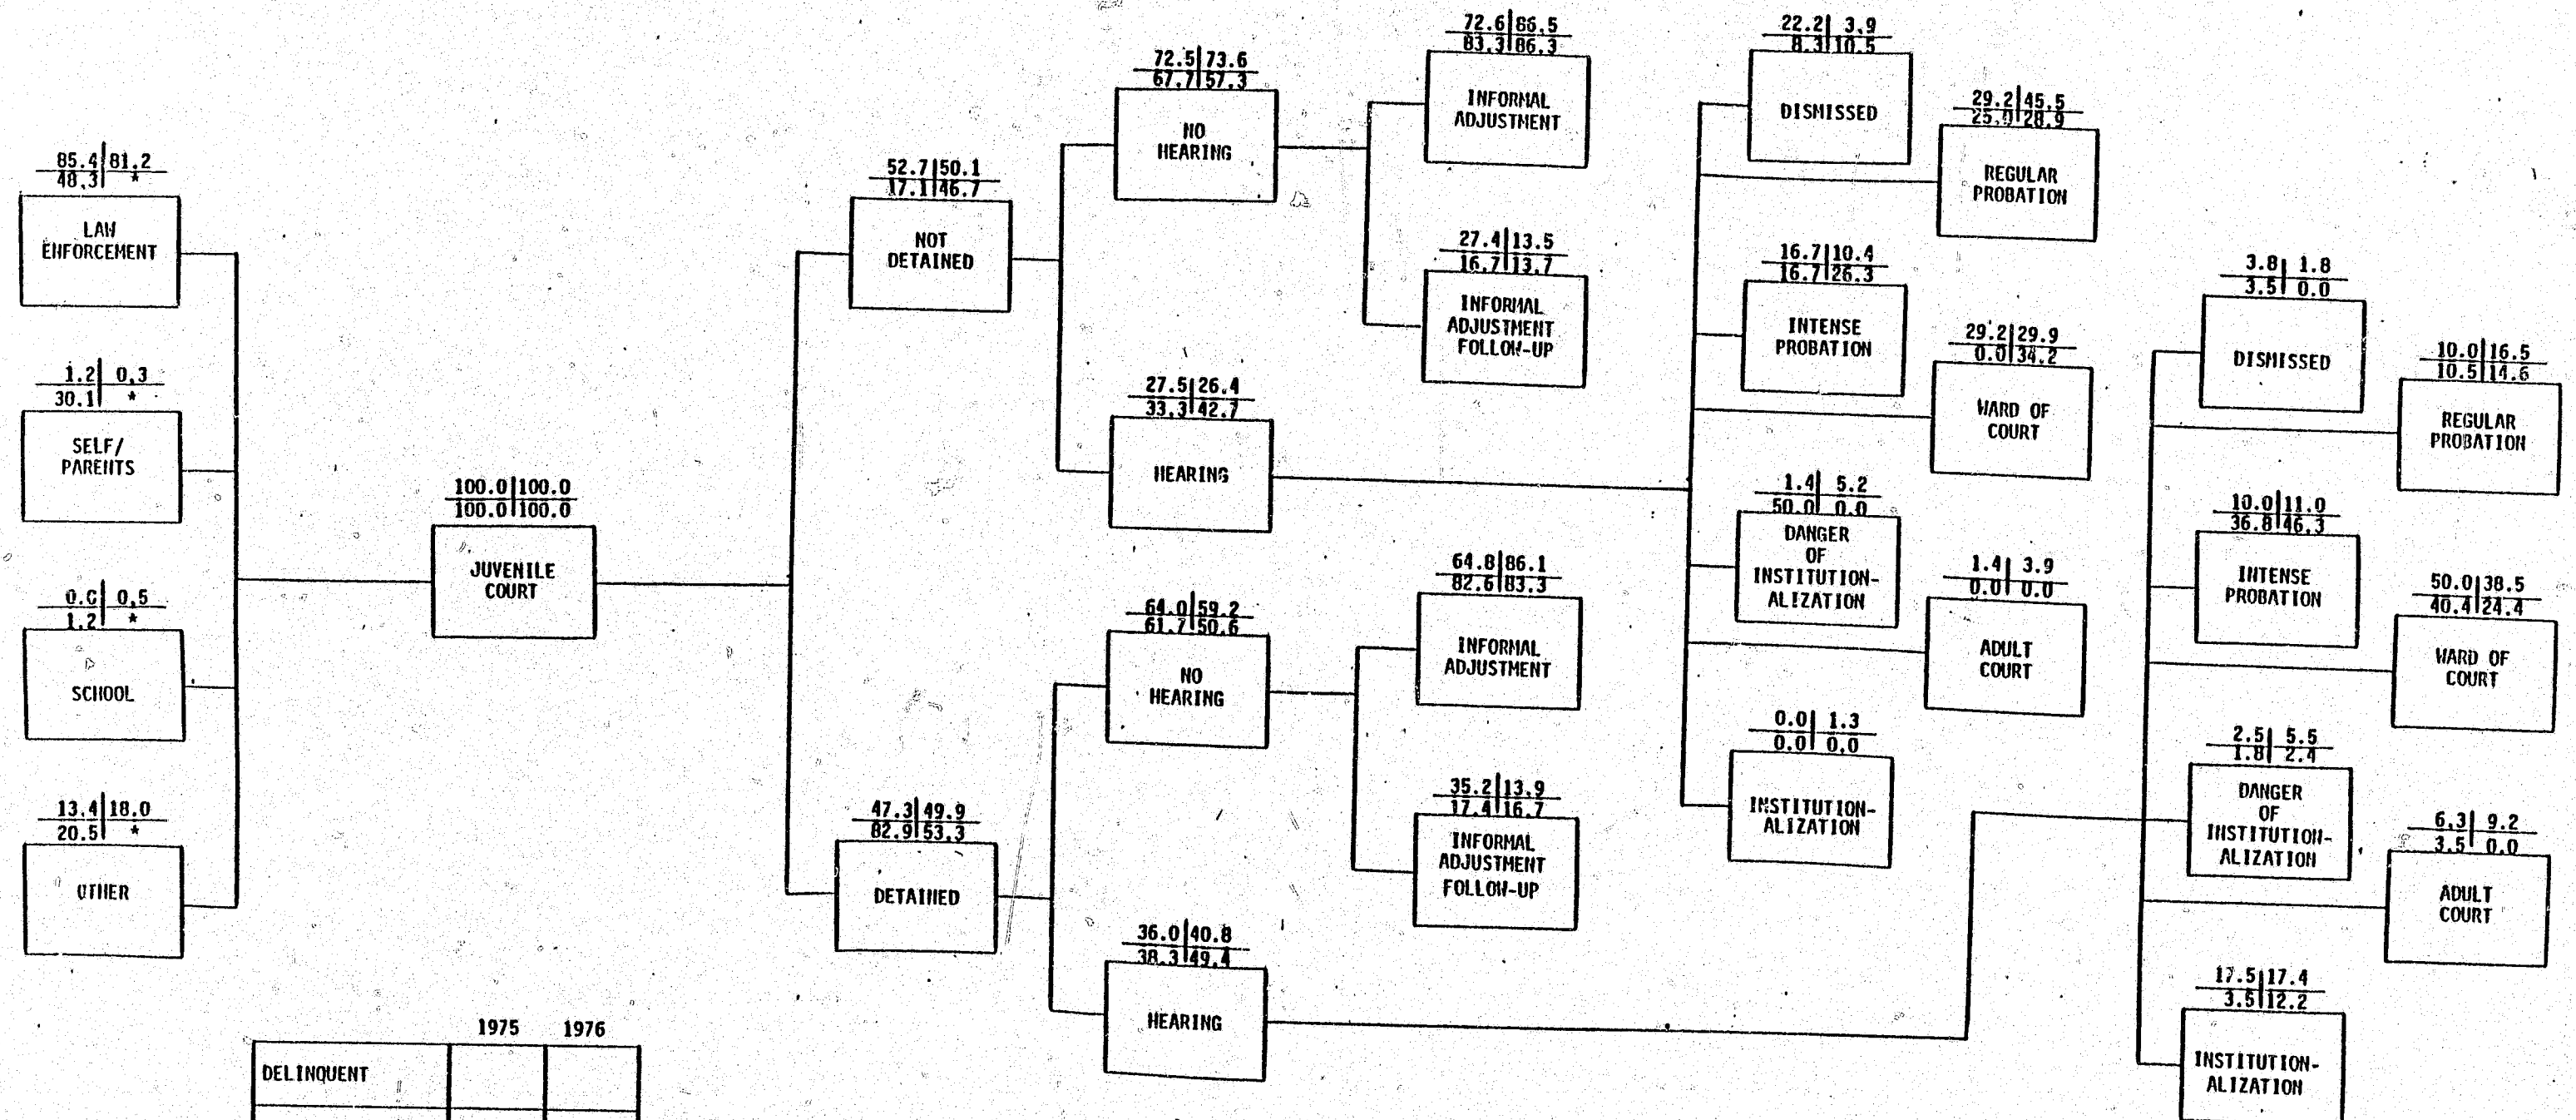 85.4 81.2
48.3 *
LAW
ENFORCEMENT
1.2 0.3
30.1 *
SELF/
PARENTS
0.0 0.5
1.2 *
SCHOOL
13.4 18.0
20.5 *
OTHER
100.0 100.0
100.0 100.0
JUVENILE
COURT
52.7 50.1
17.1 46.7
NOT
DETAINED
47.3 49.9
82.9 53.3
DETAINED
72.5 73.6
67.7 57.3
NO
HEARING
27.5 26.4
33.3 42.7
HEARING
64.0 59.2
61.7 50.6
NO
HEARING
36.0 40.8
38.3 49.4
HEARING
72.6 86.5
83.3 86.3
INFORMAL
ADJUSTMENT
27.4 13.5
16.7 13.7
INFORMAL
ADJUSTMENT
FOLLOW-UP
64.8 86.1
82.6 83.3
INFORMAL
ADJUSTMENT
35.2 13.9
17.4 16.7
INFORMAL
ADJUSTMENT
FOLLOW-UP
22.2 3.9
8.3 10.5
DISMISSED
29.2 45.5
25.0 28.9
REGULAR
PROBATION
16.7 10.4
16.7 26.3
INTENSE
PROBATION
29.2 29.9
0.0 34.2
WARD OF
COURT
1.4 5.2
50.0 0.0
DANGER
OF
INSTITUTION-
ALIZATION
1.4 3.9
0.0 0.0
ADULT
COURT
0.0 1.3
0.0 0.0
INSTITUTION-
ALIZATION
3.8 1.8
3.5 0.0
DISMISSED
10.0 16.5
10.5 14.6
REGULAR
PROBATION
10.0 11.0
36.8 46.3
INTENSE
PROBATION
50.0 38.5
40.4 24.4
WARD OF
COURT
2.5 5.5
1.8 2.4
DANGER
OF
INSTITUTION-
ALIZATION
6.3 9.2
3.5 0.0
ADULT
COURT
17.5 17.4
3.5 12.2
INSTITUTION-
ALIZATION
1975 1976
DELINQUENT